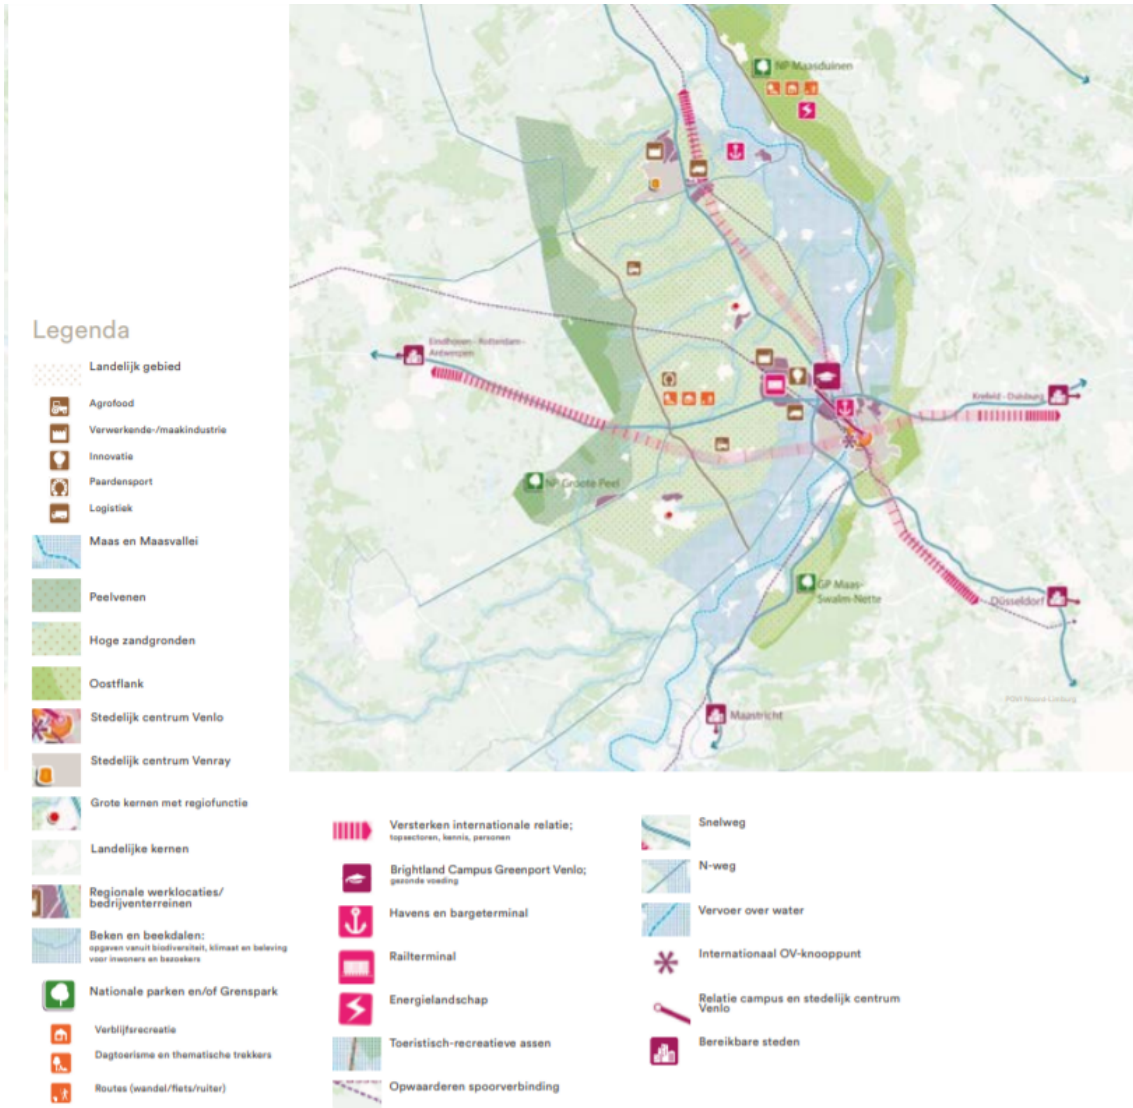 NP Maasduinen
Eindhoven - Rotterdam -
Antwerpen
Krefeld - Duisburg
NP Groote Peel
GP Maas-
Swalm-Nette
Düsseldorf
Maastricht
POVI Noord-Limburg
Legenda
Landelijk gebied
Agrofood
Verwerkende-/maakindustrie
Innovatie
Paardensport
Logistiek
Maas en Maasvallei
Peelvenen
Hoge zandgronden
Oostflank
Stedelijk centrum Venlo
Stedelijk centrum Venray
Grote kernen met regiofunctie
Landelijke kernen
Regionale werklocaties/
bedrijventerreinen
Beken en beekdalen:
opgaven vanuit biodiversiteit, klimaat en beleving
voor inwoners en bezoekers
Nationale parken en/of Grenspark
Verblijfsrecreatie
Dagtoerisme en thematische trekkers
Routes (wandel/fiets/ruiter)
Versterken internationale relatie;
topsectoren, kennis, personen
Brightland Campus Greenport Venlo;
gezonde voeding
Havens en bargeterminal
Railterminal
Energielandschap
Toeristisch-recreatieve assen
Opwaarderen spoorverbinding
Snelweg
N-weg
Vervoer over water
Internationaal OV-knooppunt
Relatie campus en stedelijk centrum
Venlo
Bereikbare steden